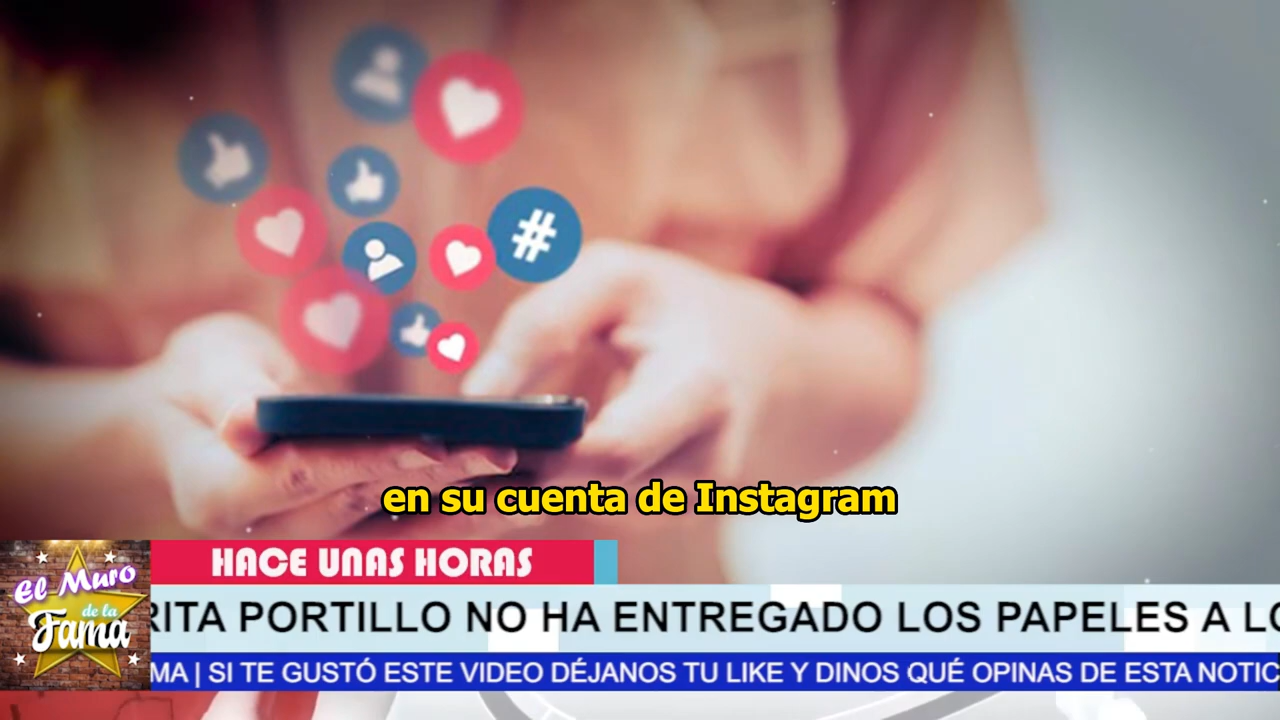 #
en su cuenta de Instagram
HACE UNAS HORAS
El Muro
de la
Fama
RITA PORTILLO NO HA ENTREGADO LOS PAPELES A LO
MA | SI TE GUSTÓ ESTE VIDEO DÉJANOS TU LIKE Y DINOS QUÉ OPINAS DE ESTA NOTIC